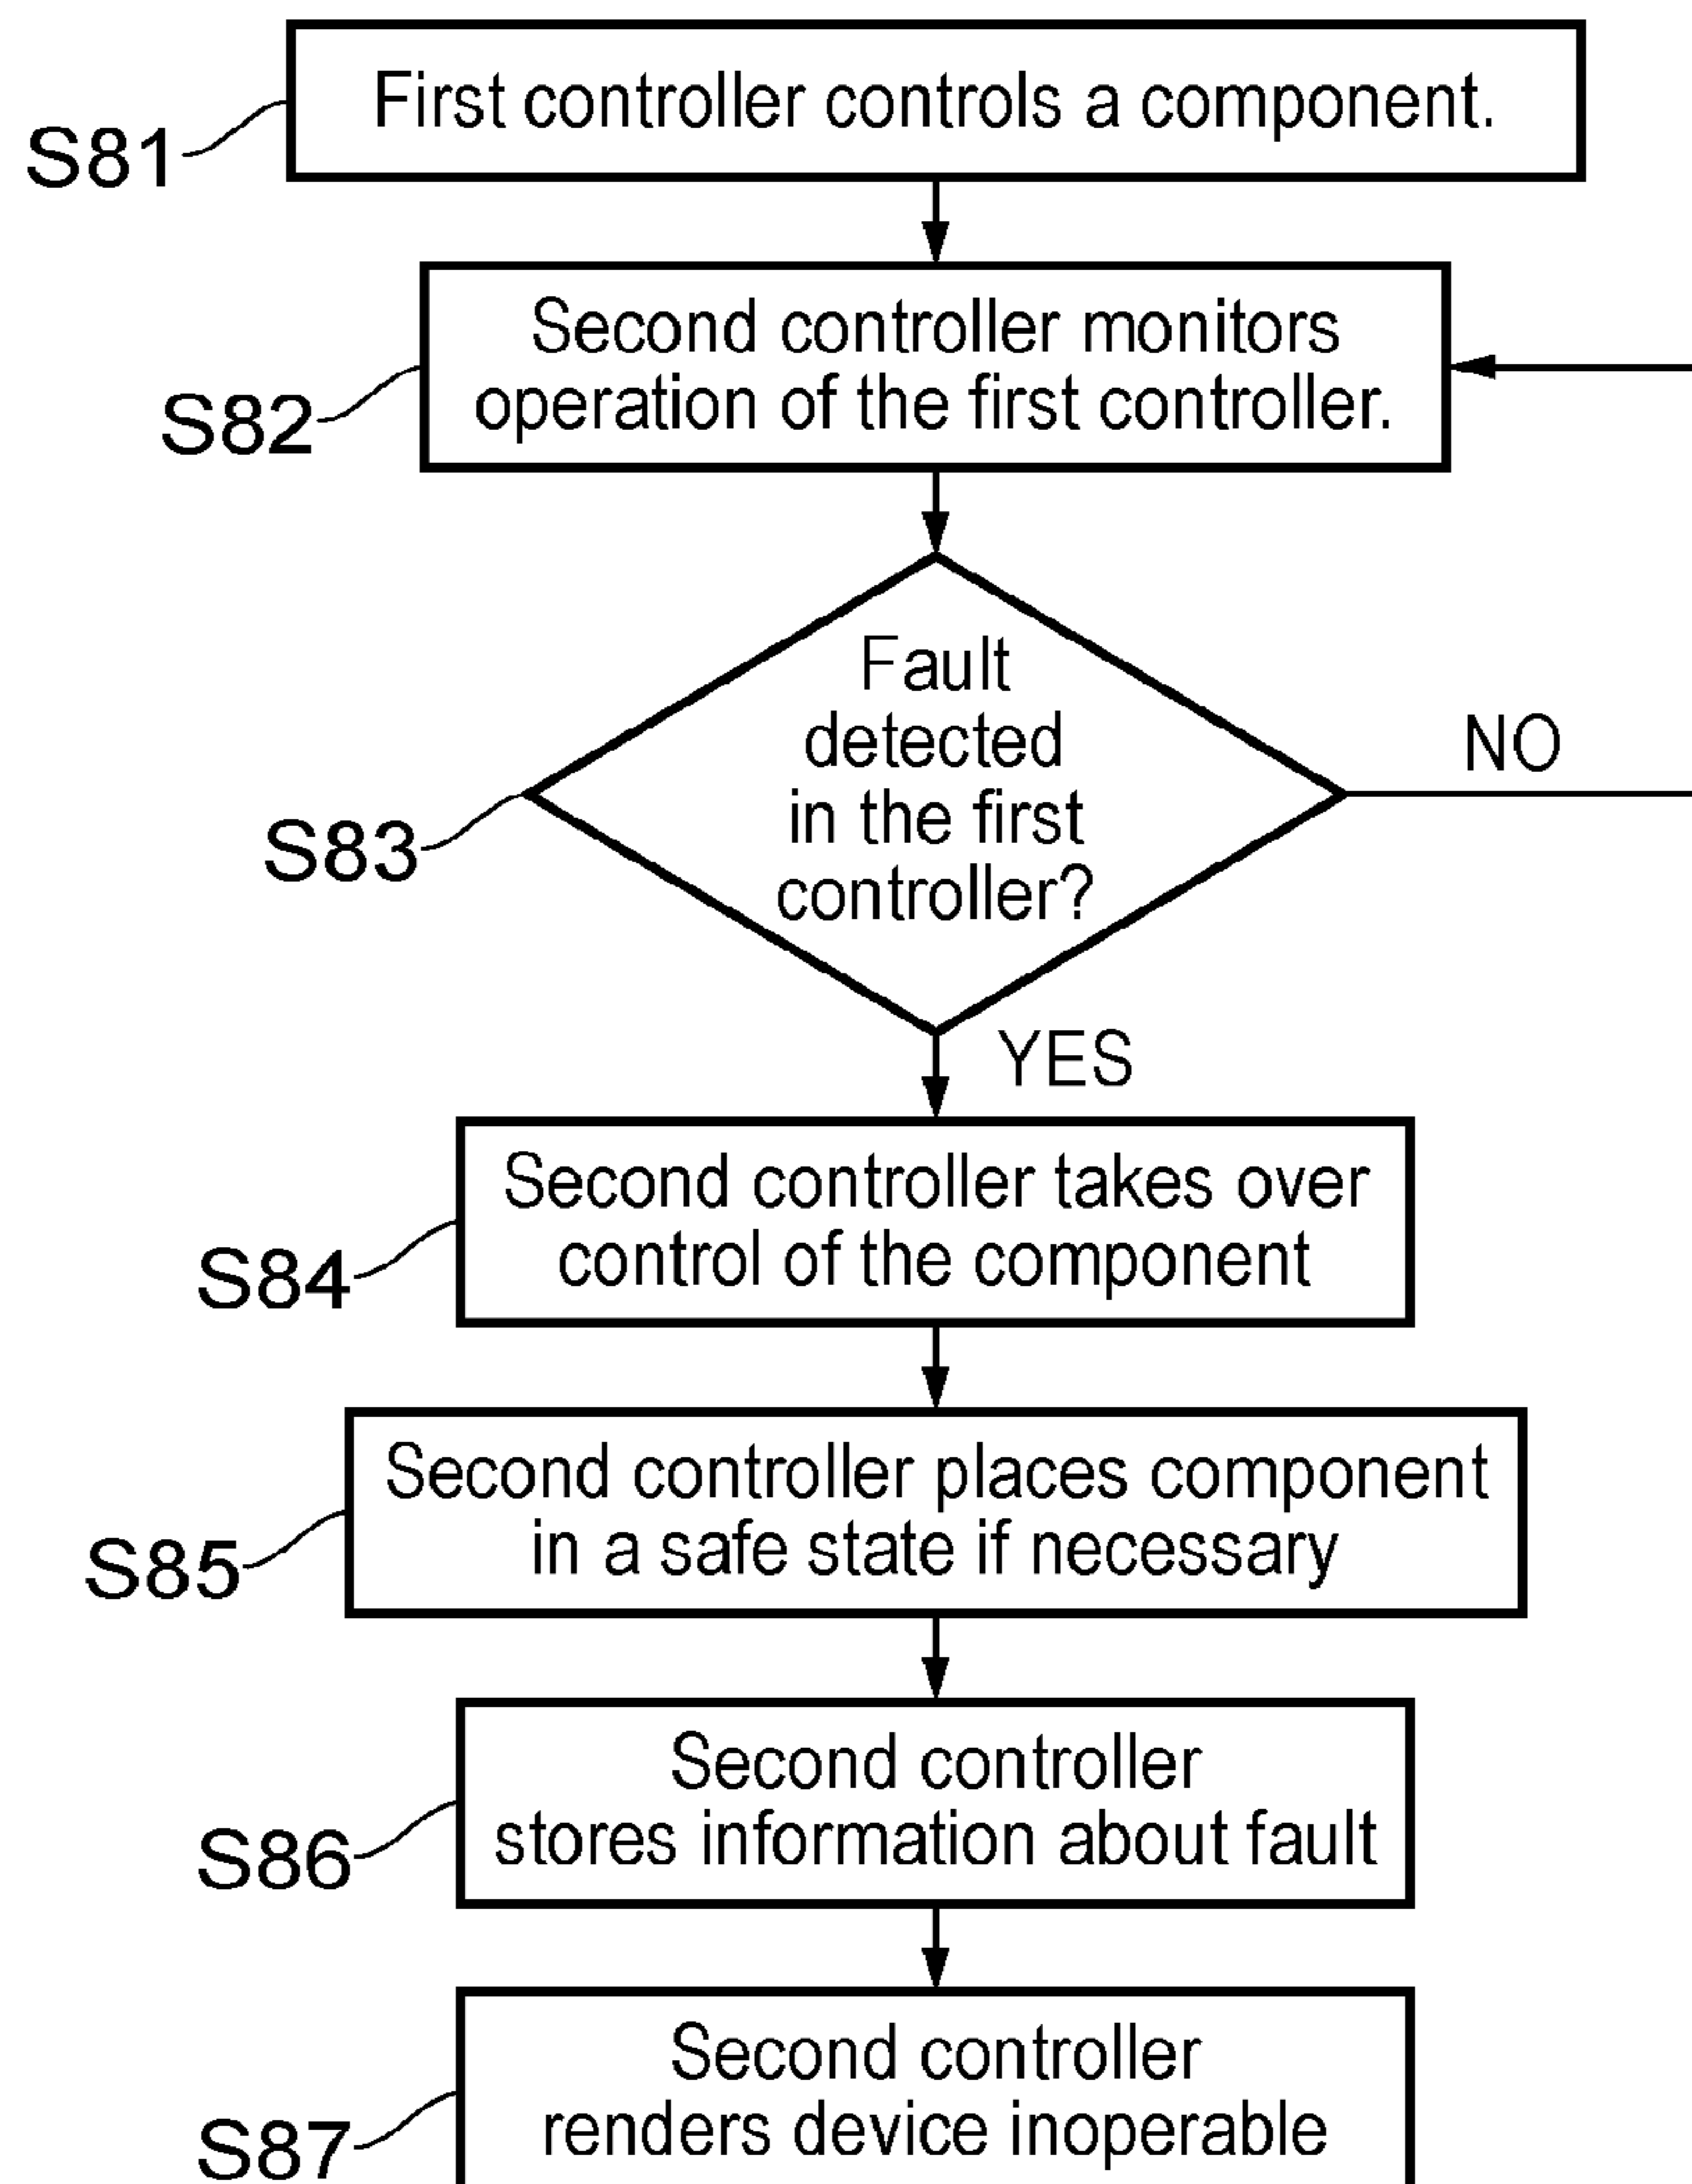 First controller controls a component.
S81
Second controller monitors
operation of the first controller.
S82
Fault
detected
in the first
controller?
NO
S83
YES
Second controller takes over
control of the component
S84
Second controller places component
in a safe state if necessary
S85
Second controller
stores information about fault
S86
Second controller
renders device inoperable
S87